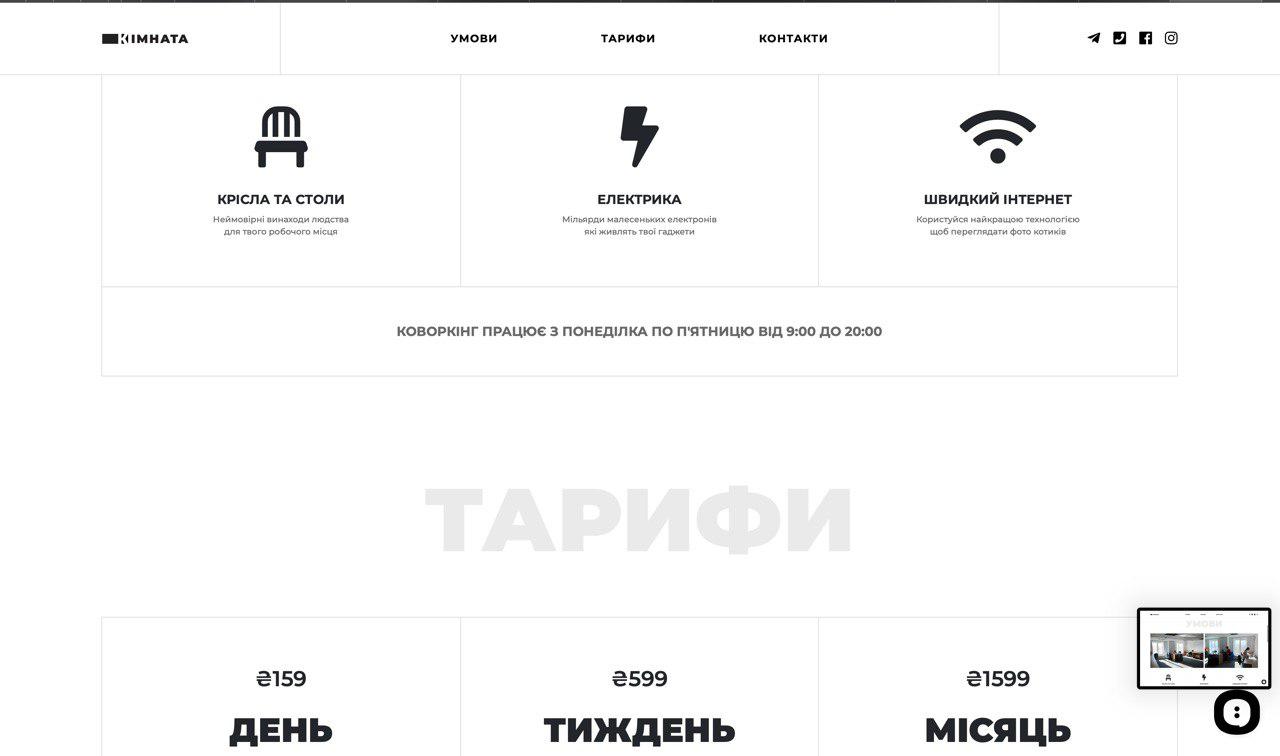 КІМНАТА
УМОВИ
ТАРИФИ
КОНТАКТИ
КРІСЛА ТА СТОЛИ
Неймовірні винаходи людства
для твого робочого місця
ЕЛЕКТРИКА
Мільярди малесеньких електронів
які живлять твої гаджети
ШВИДКИЙ ІНТЕРНЕТ
Користуйся найкращою технологією
щоб переглядати фото котиків
КОВОРКІНГ ПРАЦЮЄ З ПОНЕДІЛКА ПО П'ЯТНИЦЮ ВІД 9:00 ДО 20:00
ТАРИФИ
₴159
ДЕНЬ
₴599
ТИЖДЕНЬ
₴1599
МІСЯЦЬ
УМОВИ